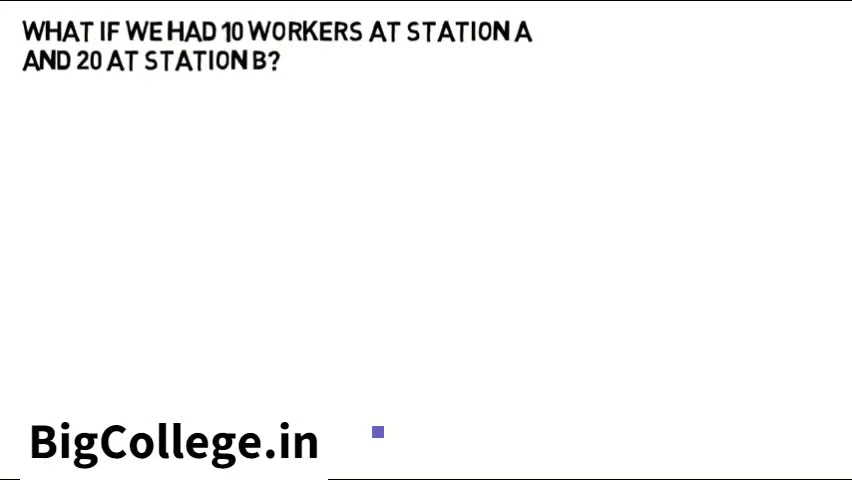 WHAT IF WE HAD 10 WORKERS AT STATION A
AND 20 AT STATION B?
BigCollege.in